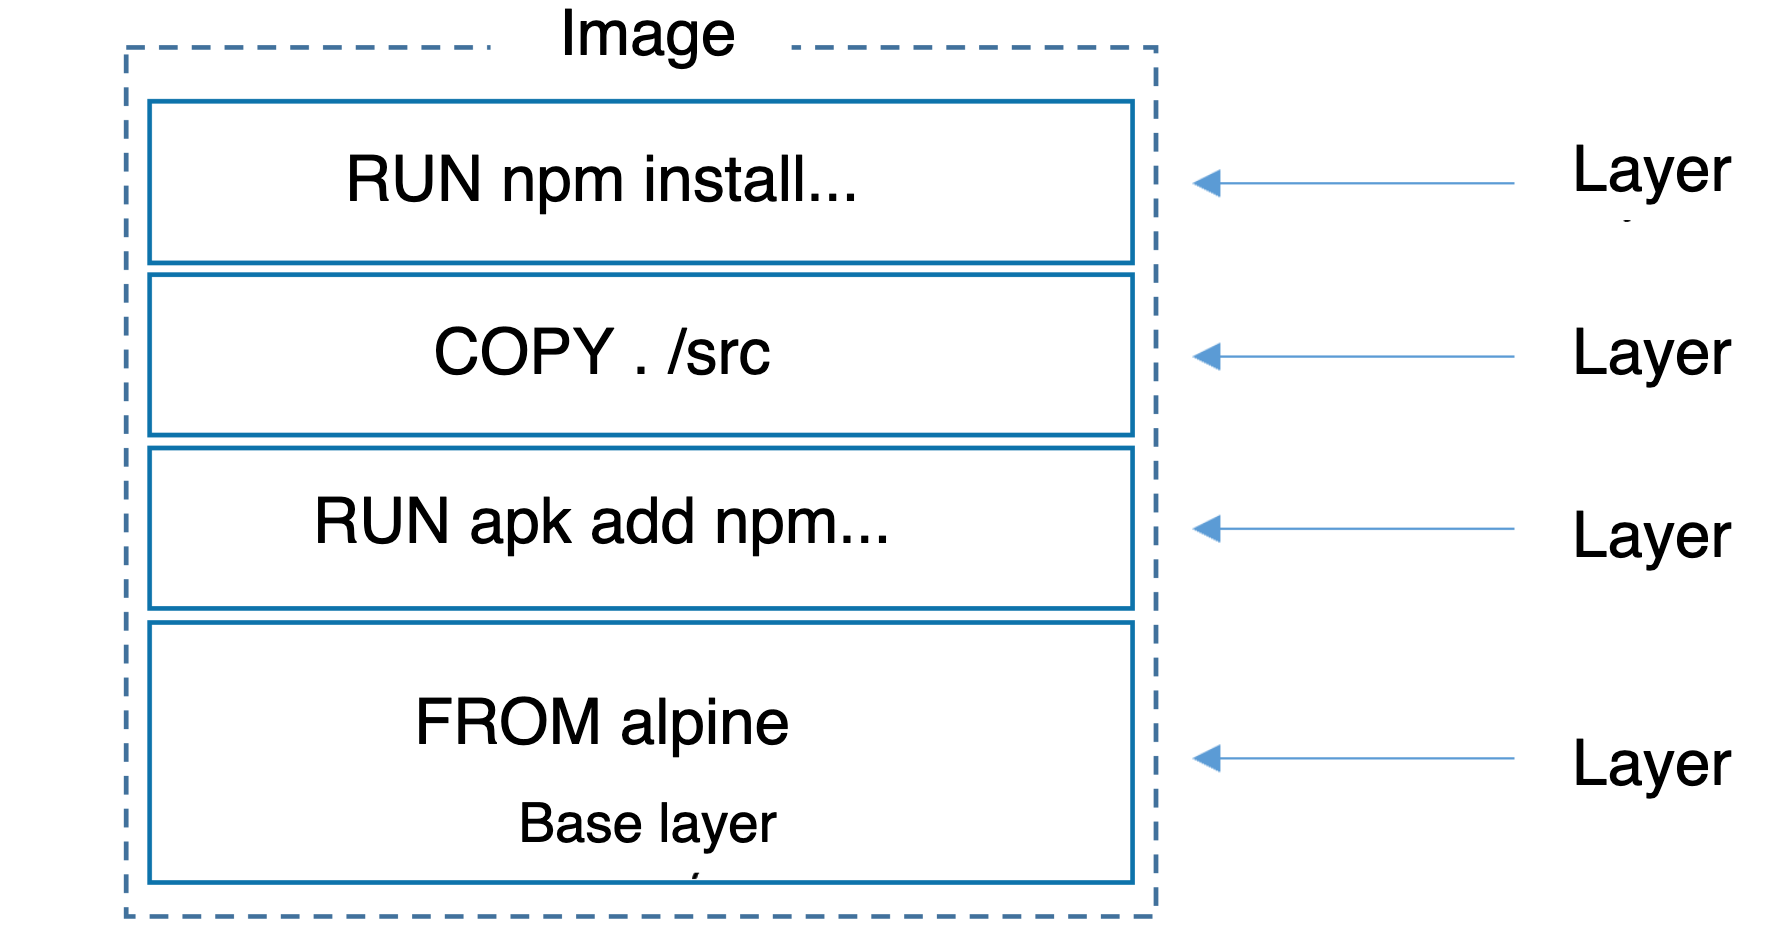 Image
RUN npm install...
Layer
COPY . /src
Layer
RUN apk add npm...
Layer
FROM alpine
Base layer
Layer